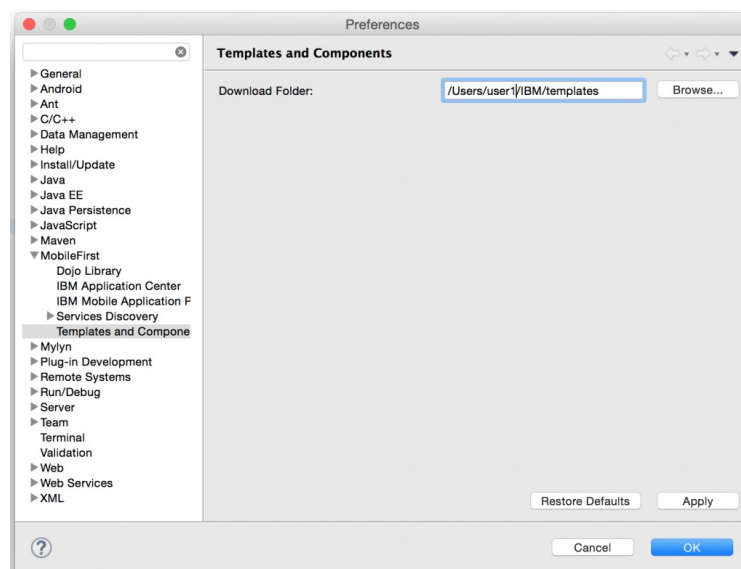 Preferences
Templates and Components
General
Android
Ant
C/C++
Data Management
Help
Install/Update
Java
Java EE
Java Persistence
JavaScript
Maven
MobileFirst
Dojo Library
IBM Application Center
IBM Mobile Application P
Services Discovery
Templates and Compone
Mylyn
Plug-in Development
Remote Systems
Run/Debug
Server
Team
Terminal
Validation
Web
Web Services
XML
Download Folder: /Users/user1/IBM/templates Browse...
Restore Defaults Apply
? Cancel OK